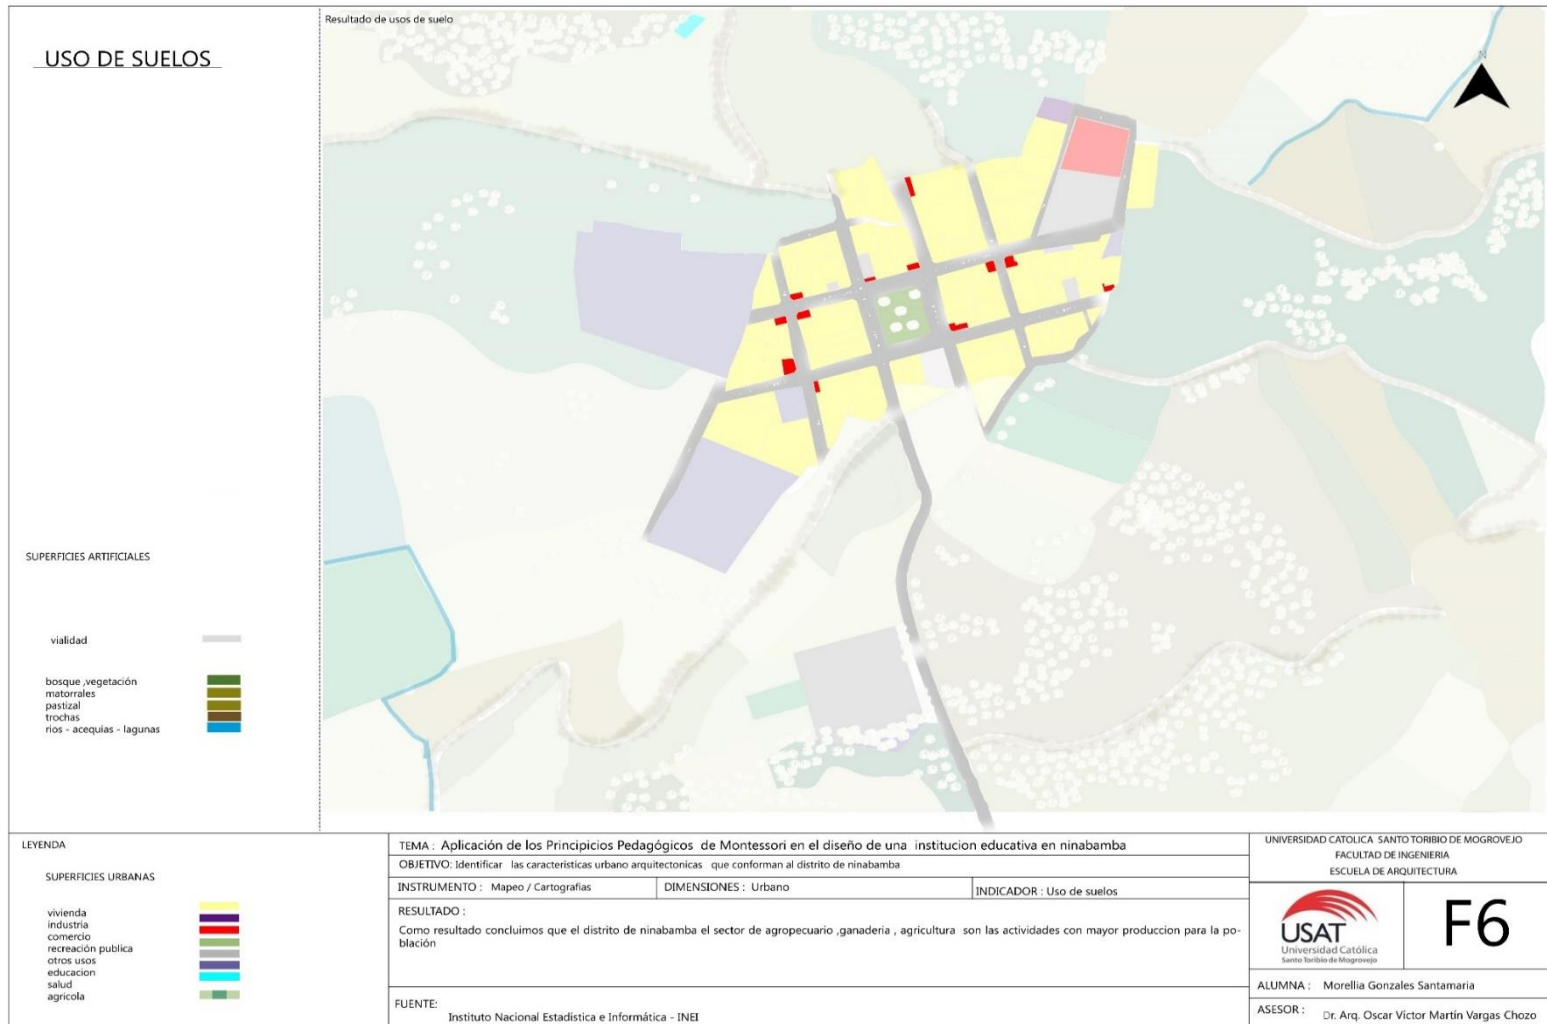 Resultado de usos de suelo
USO DE SUELOS
N
SUPERFICIES ARTIFICIALES
vialidad
bosque ,vegetación
matorrales
pastizal
trochas
rios - acequias - lagunas
LEYENDA
SUPERFICIES URBANAS
vivienda
industria
comercio
recreación publica
otros usos
educacion
salud
agricola
TEMA : Aplicación de los Principicios Pedagógicos de Montessori en el diseño de una institucion educativa en ninabamba
OBJETIVO: Identificar las caracteristicas urbano arquitectonicas que conforman al distrito de ninabamba
INSTRUMENTO : Mapeo / Cartografias
DIMENSIONES : Urbano
INDICADOR : Uso de suelos
RESULTADO :
Como resultado concluimos que el distrito de ninabamba el sector de agropecuario ,ganaderia , agricultura son las actividades con mayor produccion para la po-
blación
FUENTE:
Instituto Nacional Estadistica e Informática - INEI
UNIVERSIDAD CATOLICA SANTO TORIBIO DE MOGROVEJO
FACULTAD DE INGENIERIA
ESCUELA DE ARQUITECTURA
USAT
Universidad Católica
Santo Toribio de Mogrovejo
F6
ALUMNA : Morellia Gonzales Santamaria
ASESOR : Dr. Arq. Oscar Víctor Martín Vargas Chozo